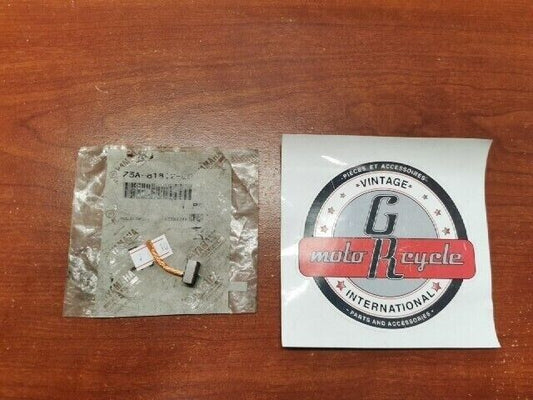 PIÈCES ET ACCESSOIRES
VINTAGE
G
moto R cycle
INTERNATIONAL
PARTS AND ACCESSORIES